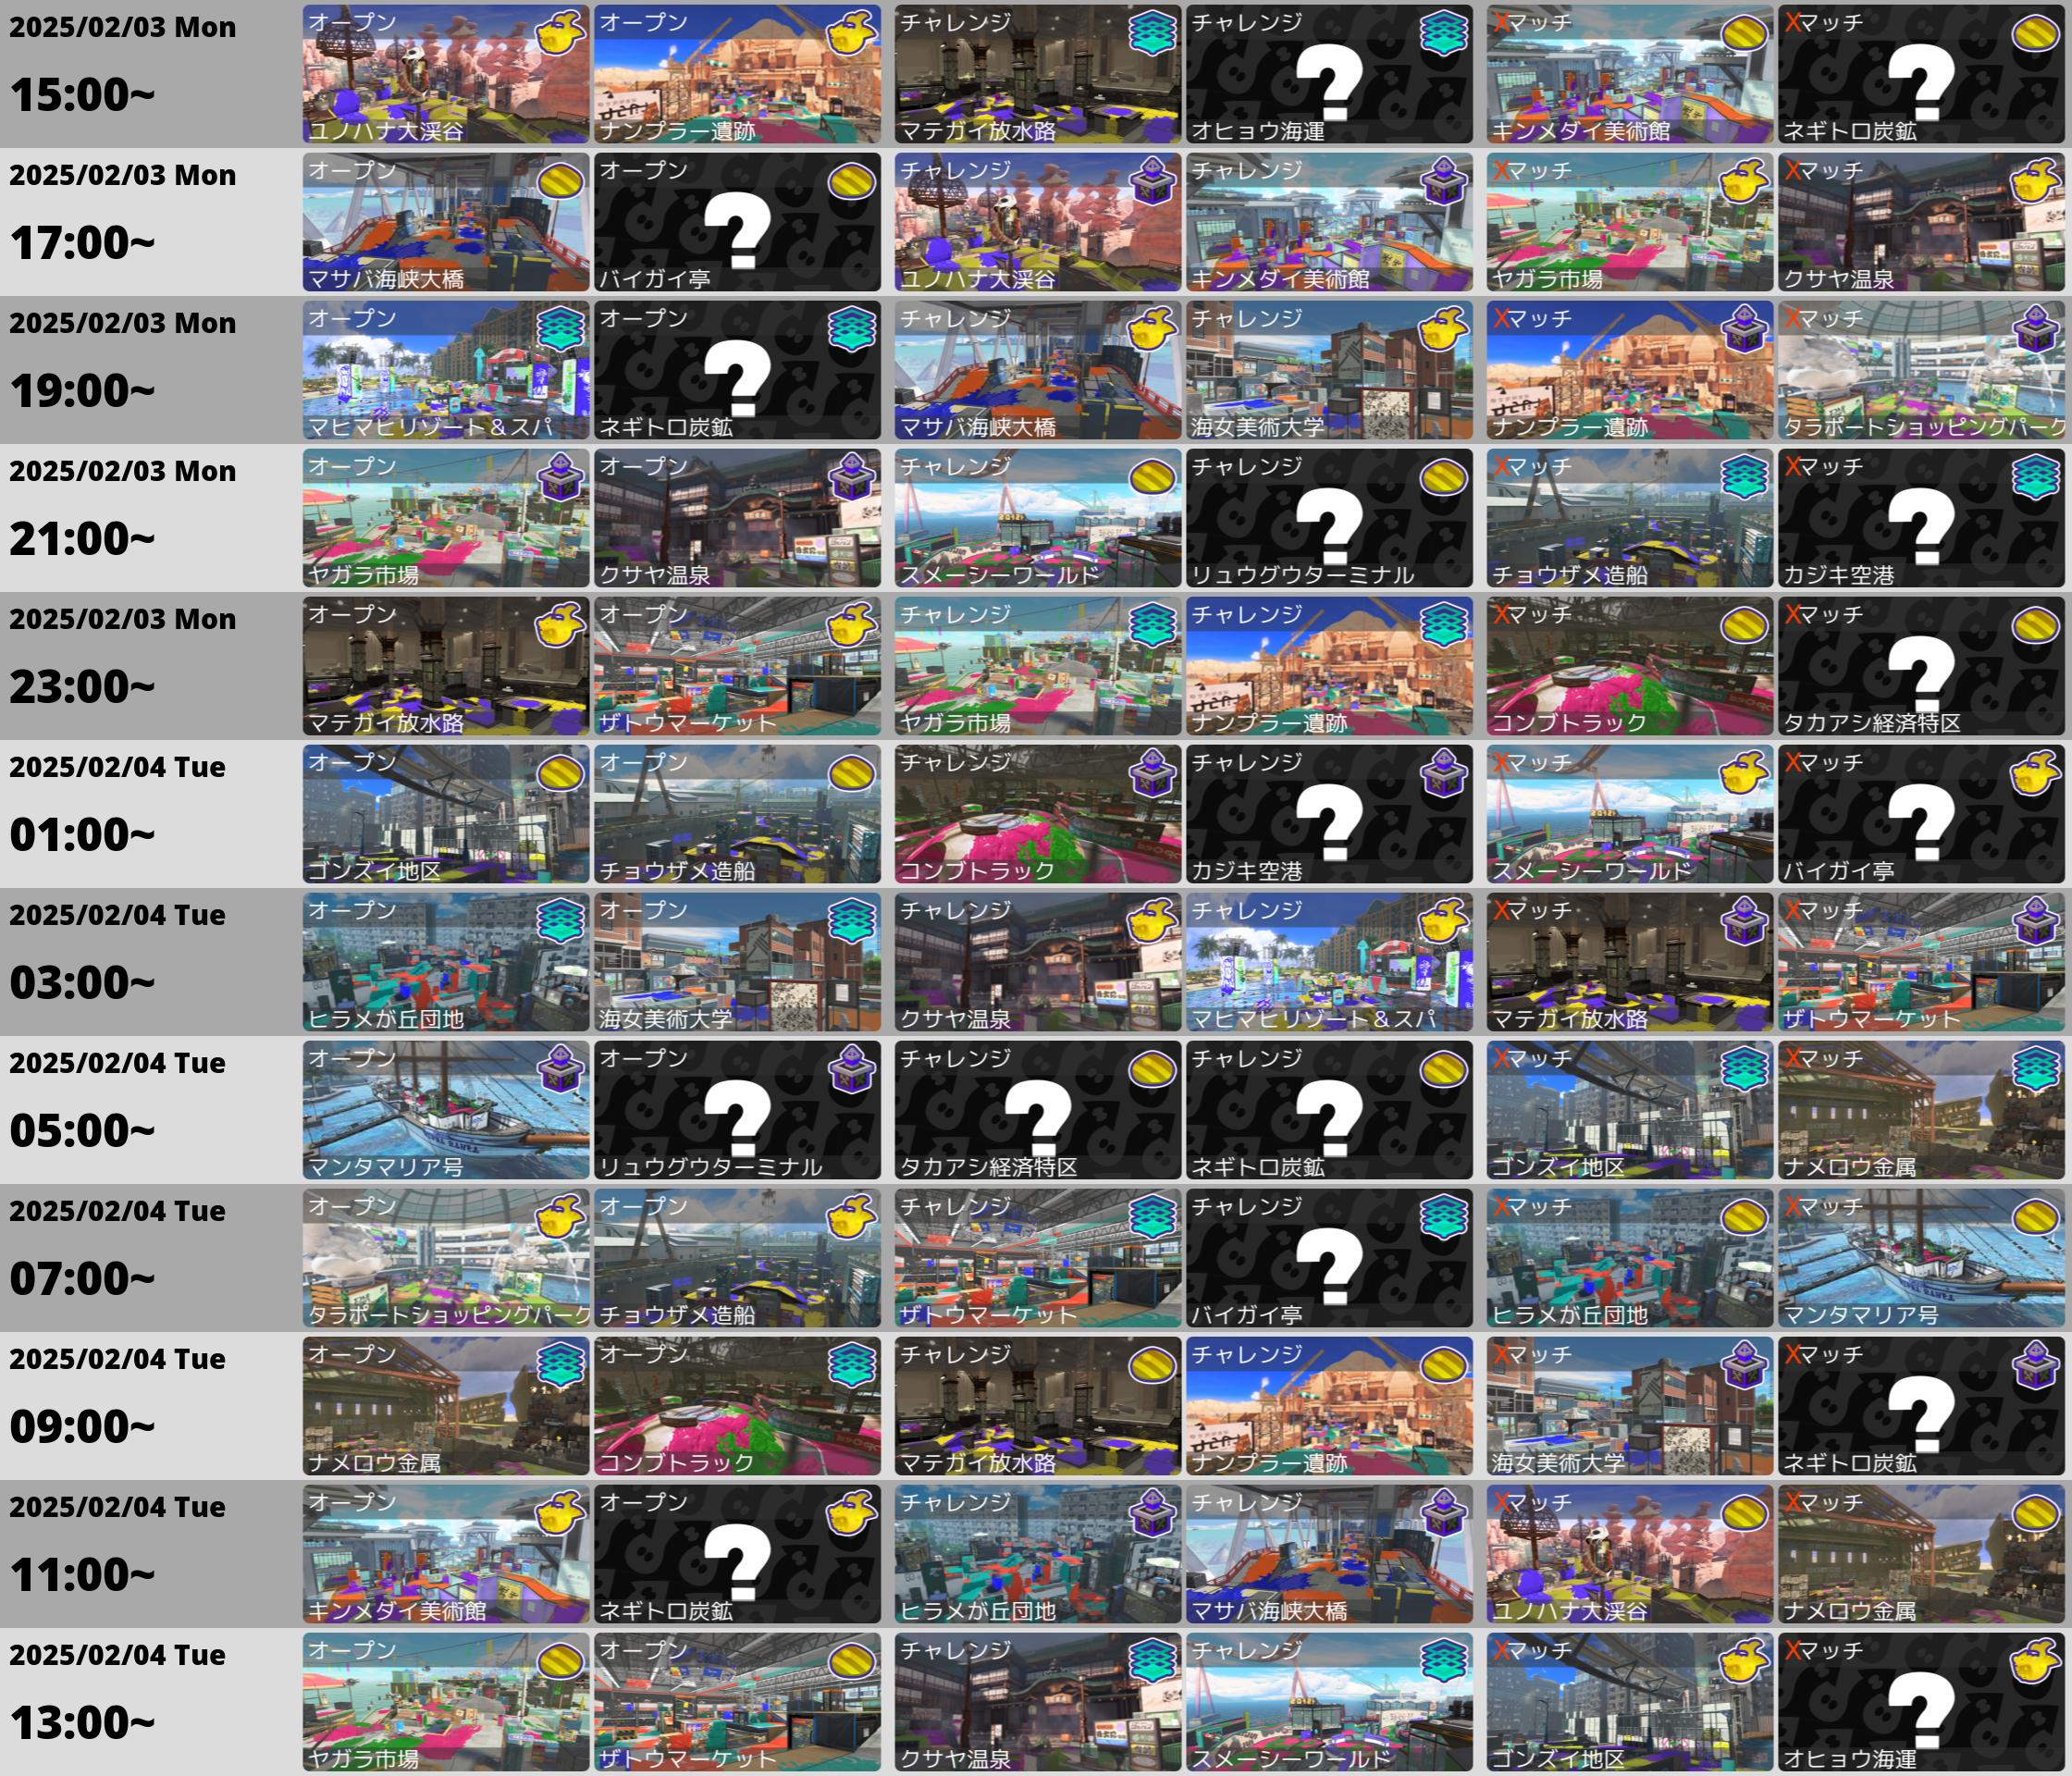 2025/02/03 Mon
15:00~
オープン
ユノハナ大渓谷
オープン
ナンプラー遺跡
チャレンジ
マテガイ放水路
チャレンジ
?
オヒョウ海運
Xマッチ
キンメダイ美術館
Xマッチ
?
ネギトロ炭鉱
2025/02/03 Mon
17:00~
オープン
マサバ海峡大橋
オープン
?
バイガイ亭
チャレンジ
ユノハナ大渓谷
チャレンジ
キンメダイ美術館
Xマッチ
ヤガラ市場
Xマッチ
クサヤ温泉
2025/02/03 Mon
19:00~
オープン
マヒマヒリゾート&スパ
オープン
?
ネギトロ炭鉱
チャレンジ
マサバ海峡大橋
チャレンジ
海女美術大学
Xマッチ
ナンプラー遺跡
Xマッチ
タラポートショッピングパーク
2025/02/03 Mon
21:00~
オープン
ヤガラ市場
オープン
クサヤ温泉
チャレンジ
スメーシーワールド
チャレンジ
?
リュウグウターミナル
Xマッチ
チョウザメ造船
Xマッチ
?
カジキ空港
2025/02/03 Mon
23:00~
オープン
マテガイ放水路
オープン
ザトウマーケット
チャレンジ
ヤガラ市場
チャレンジ
ナンプラー遺跡
Xマッチ
コンブトラック
Xマッチ
?
タカアシ経済特区
2025/02/04 Tue
01:00~
オープン
ゴンズイ地区
オープン
チョウザメ造船
チャレンジ
コンブトラック
チャレンジ
?
カジキ空港
Xマッチ
スメーシーワールド
Xマッチ
?
バイガイ亭
2025/02/04 Tue
03:00~
オープン
ヒラメが丘団地
オープン
海女美術大学
チャレンジ
クサヤ温泉
チャレンジ
マヒマヒリゾート&スパ
Xマッチ
マテガイ放水路
Xマッチ
ザトウマーケット
2025/02/04 Tue
05:00~
オープン
マンタマリア号
オープン
?
リュウグウターミナル
チャレンジ
?
タカアシ経済特区
チャレンジ
?
ネギトロ炭鉱
Xマッチ
ゴンズイ地区
Xマッチ
ナメロウ金属
2025/02/04 Tue
07:00~
オープン
タラポートショッピングパーク
オープン
チョウザメ造船
チャレンジ
ザトウマーケット
チャレンジ
?
バイガイ亭
Xマッチ
ヒラメが丘団地
Xマッチ
マンタマリア号
2025/02/04 Tue
09:00~
オープン
ナメロウ金属
オープン
コンブトラック
チャレンジ
マテガイ放水路
チャレンジ
ナンプラー遺跡
Xマッチ
海女美術大学
Xマッチ
?
ネギトロ炭鉱
2025/02/04 Tue
11:00~
オープン
キンメダイ美術館
オープン
?
ネギトロ炭鉱
チャレンジ
ヒラメが丘団地
チャレンジ
マサバ海峡大橋
Xマッチ
ユノハナ大渓谷
Xマッチ
ナメロウ金属
2025/02/04 Tue
13:00~
オープン
ヤガラ市場
オープン
ザトウマーケット
チャレンジ
クサヤ温泉
チャレンジ
スメーシーワールド
Xマッチ
ゴンズイ地区
Xマッチ
?
オヒョウ海運